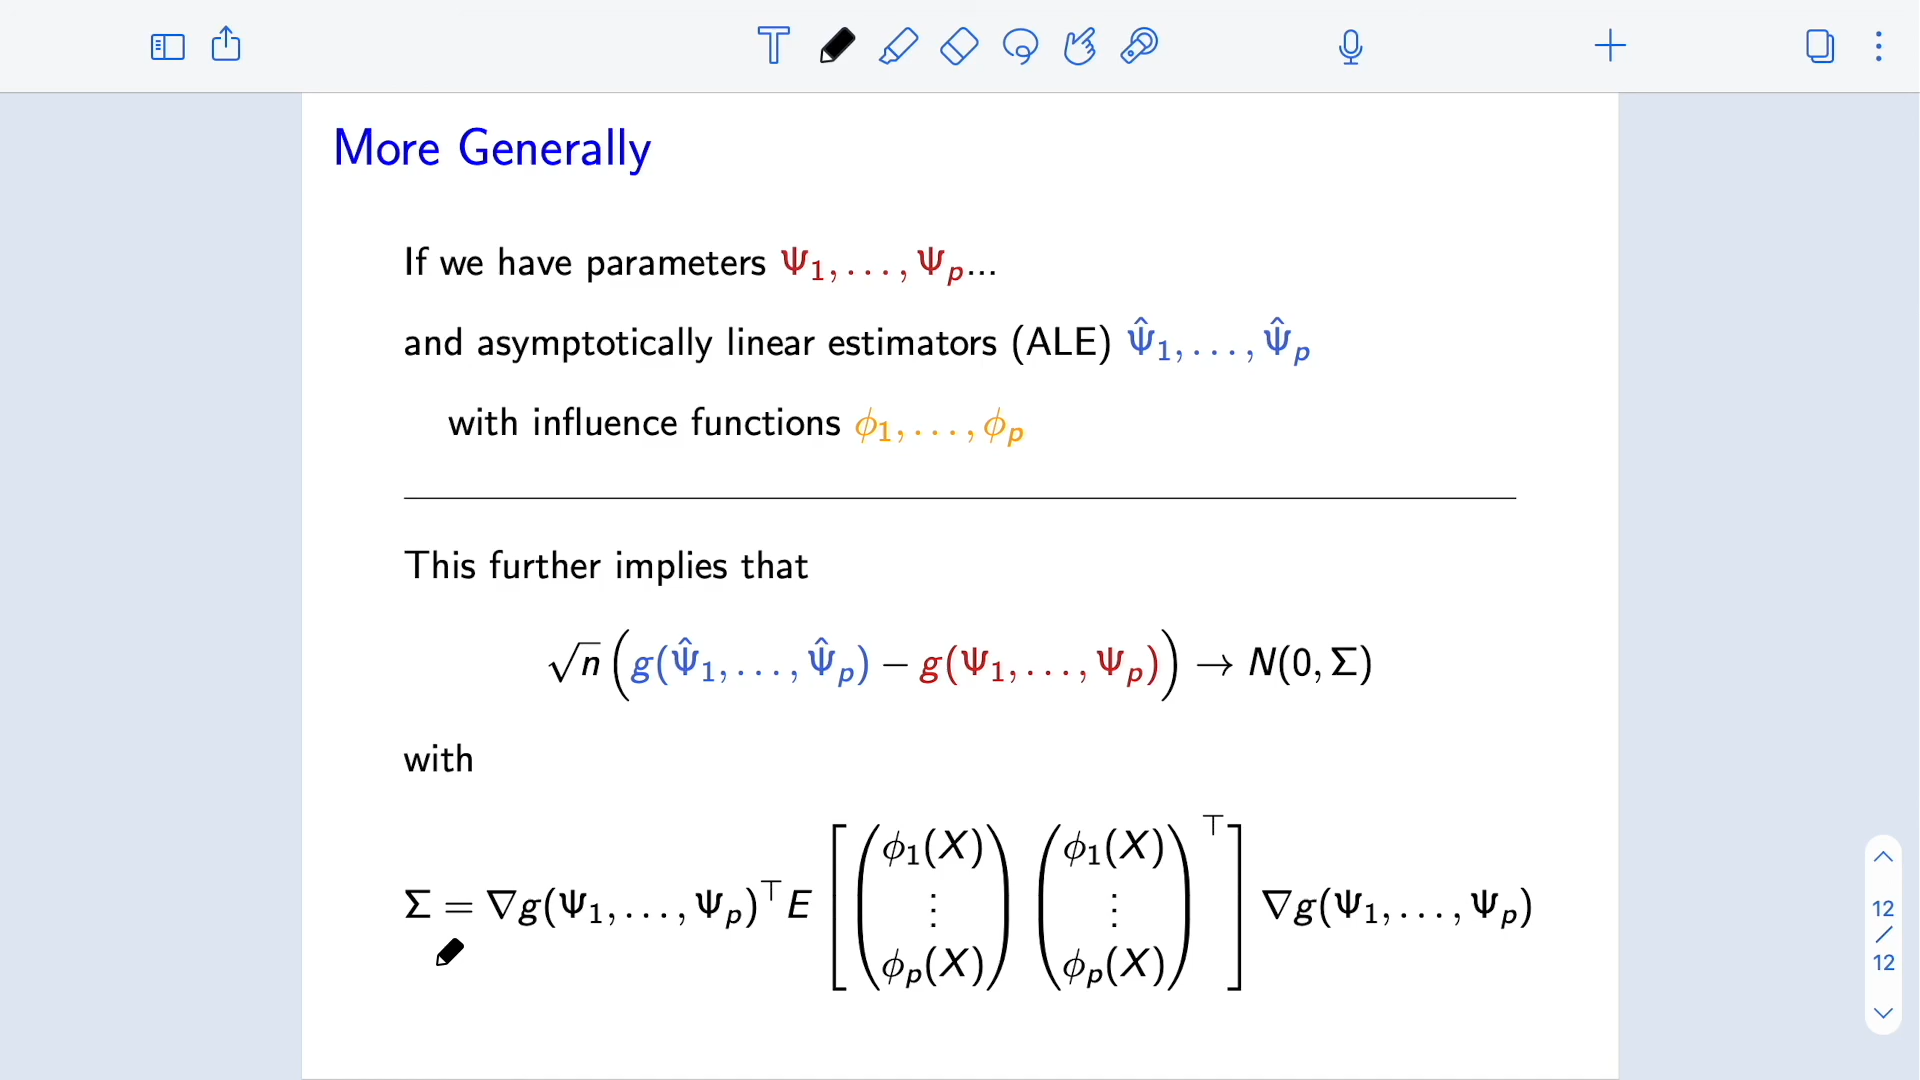 More Generally
If we have parameters Ψ₁, . . . , Ψₚ...
and asymptotically linear estimators (ALE) Ψ̂₁, . . . , Ψ̂ₚ
with influence functions ϕ₁, . . . , ϕₚ
This further implies that
√n (g(Ψ̂₁, . . . , Ψ̂ₚ) − g(Ψ₁, . . . , Ψₚ)) → N(0, Σ)
with
Σ = ∇g(Ψ₁, . . . , Ψₚ)^⊤ E [(ϕ₁(X) ⋮ ϕₚ(X)) (ϕ₁(X) ⋮ ϕₚ(X))^⊤] ∇g(Ψ₁, . . . , Ψₚ)
12
/
12